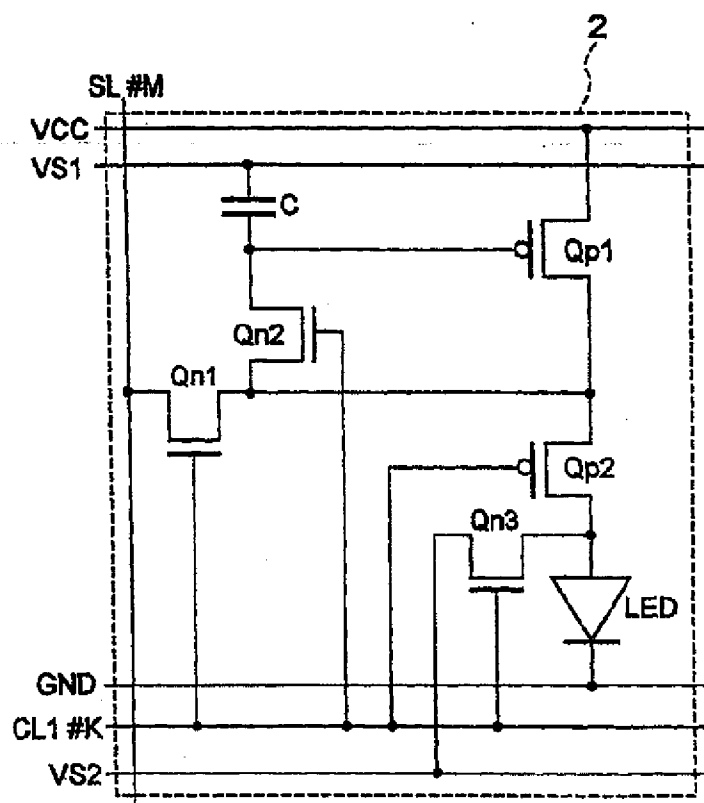 2
SL #M
VCC
VS1
C
Qp1
Qn2
Qn1
Qp2
Qn3
LED
GND
CL1 #K
VS2